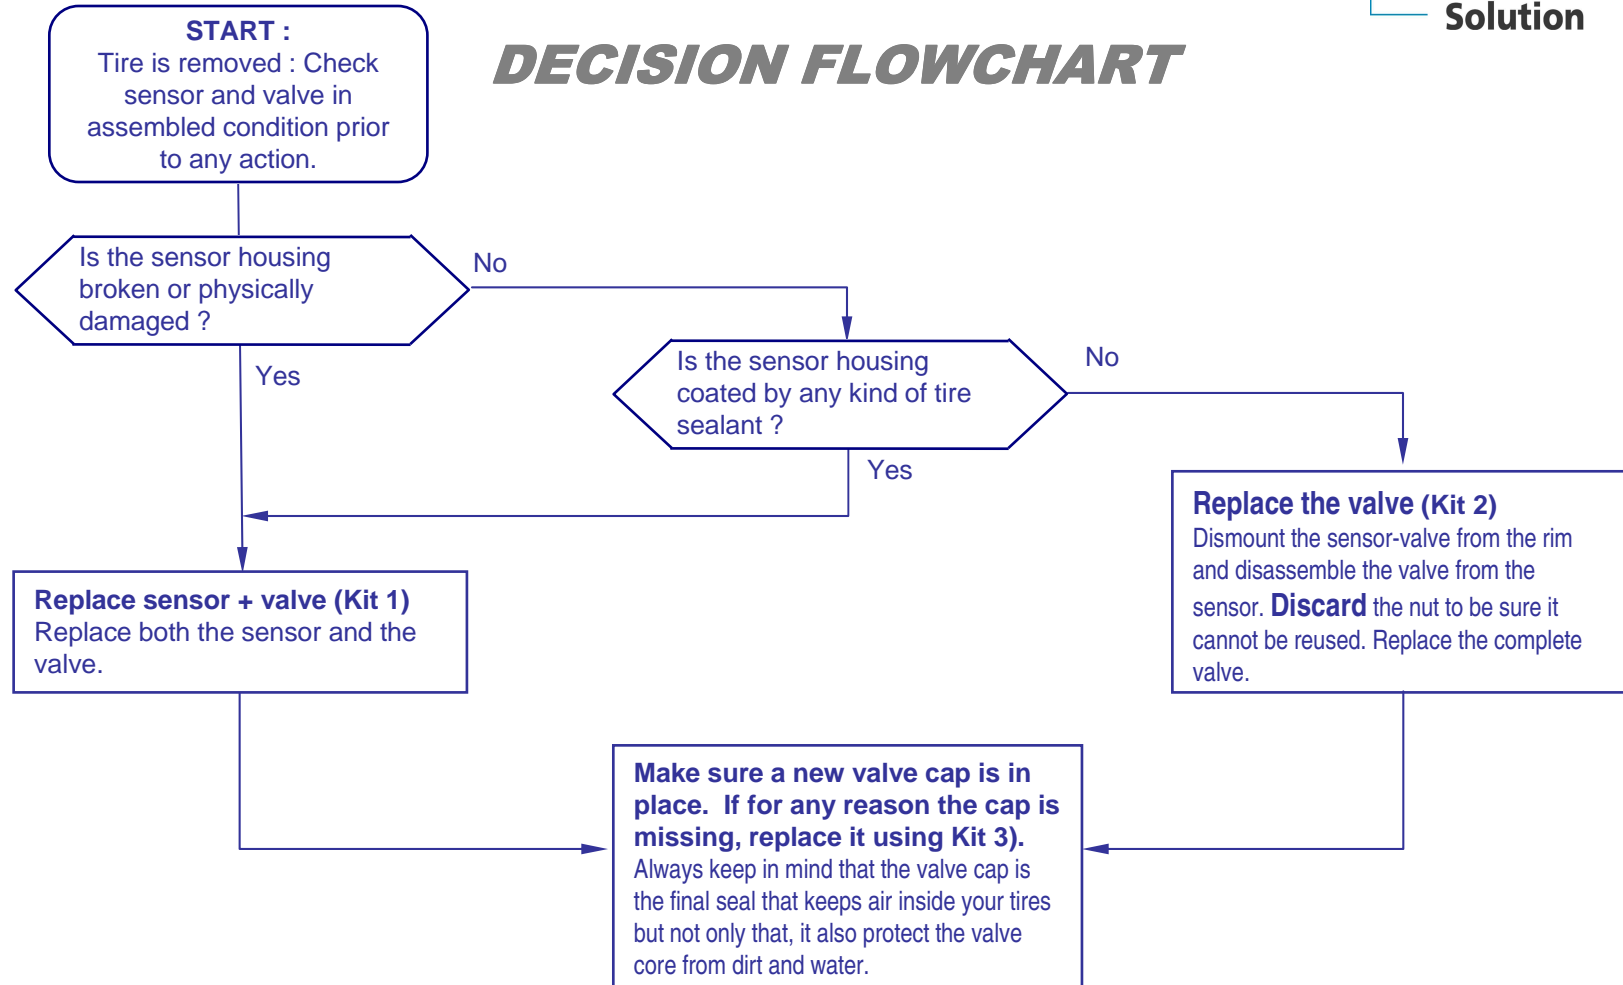 Solution
DECISION FLOWCHART
START :
Tire is removed : Check
sensor and valve in
assembled condition prior
to any action.
Is the sensor housing
broken or physically
damaged ?
No
Yes
Is the sensor housing
coated by any kind of tire
sealant ?
No
Yes
Replace the valve (Kit 2)
Dismount the sensor-valve from the rim
and disassemble the valve from the
sensor. Discard the nut to be sure it
cannot be reused. Replace the complete
valve.
Replace sensor + valve (Kit 1)
Replace both the sensor and the
valve.
Make sure a new valve cap is in
place.  If for any reason the cap is
missing, replace it using Kit 3).
Always keep in mind that the valve cap is
the final seal that keeps air inside your tires
but not only that, it also protect the valve
core from dirt and water.